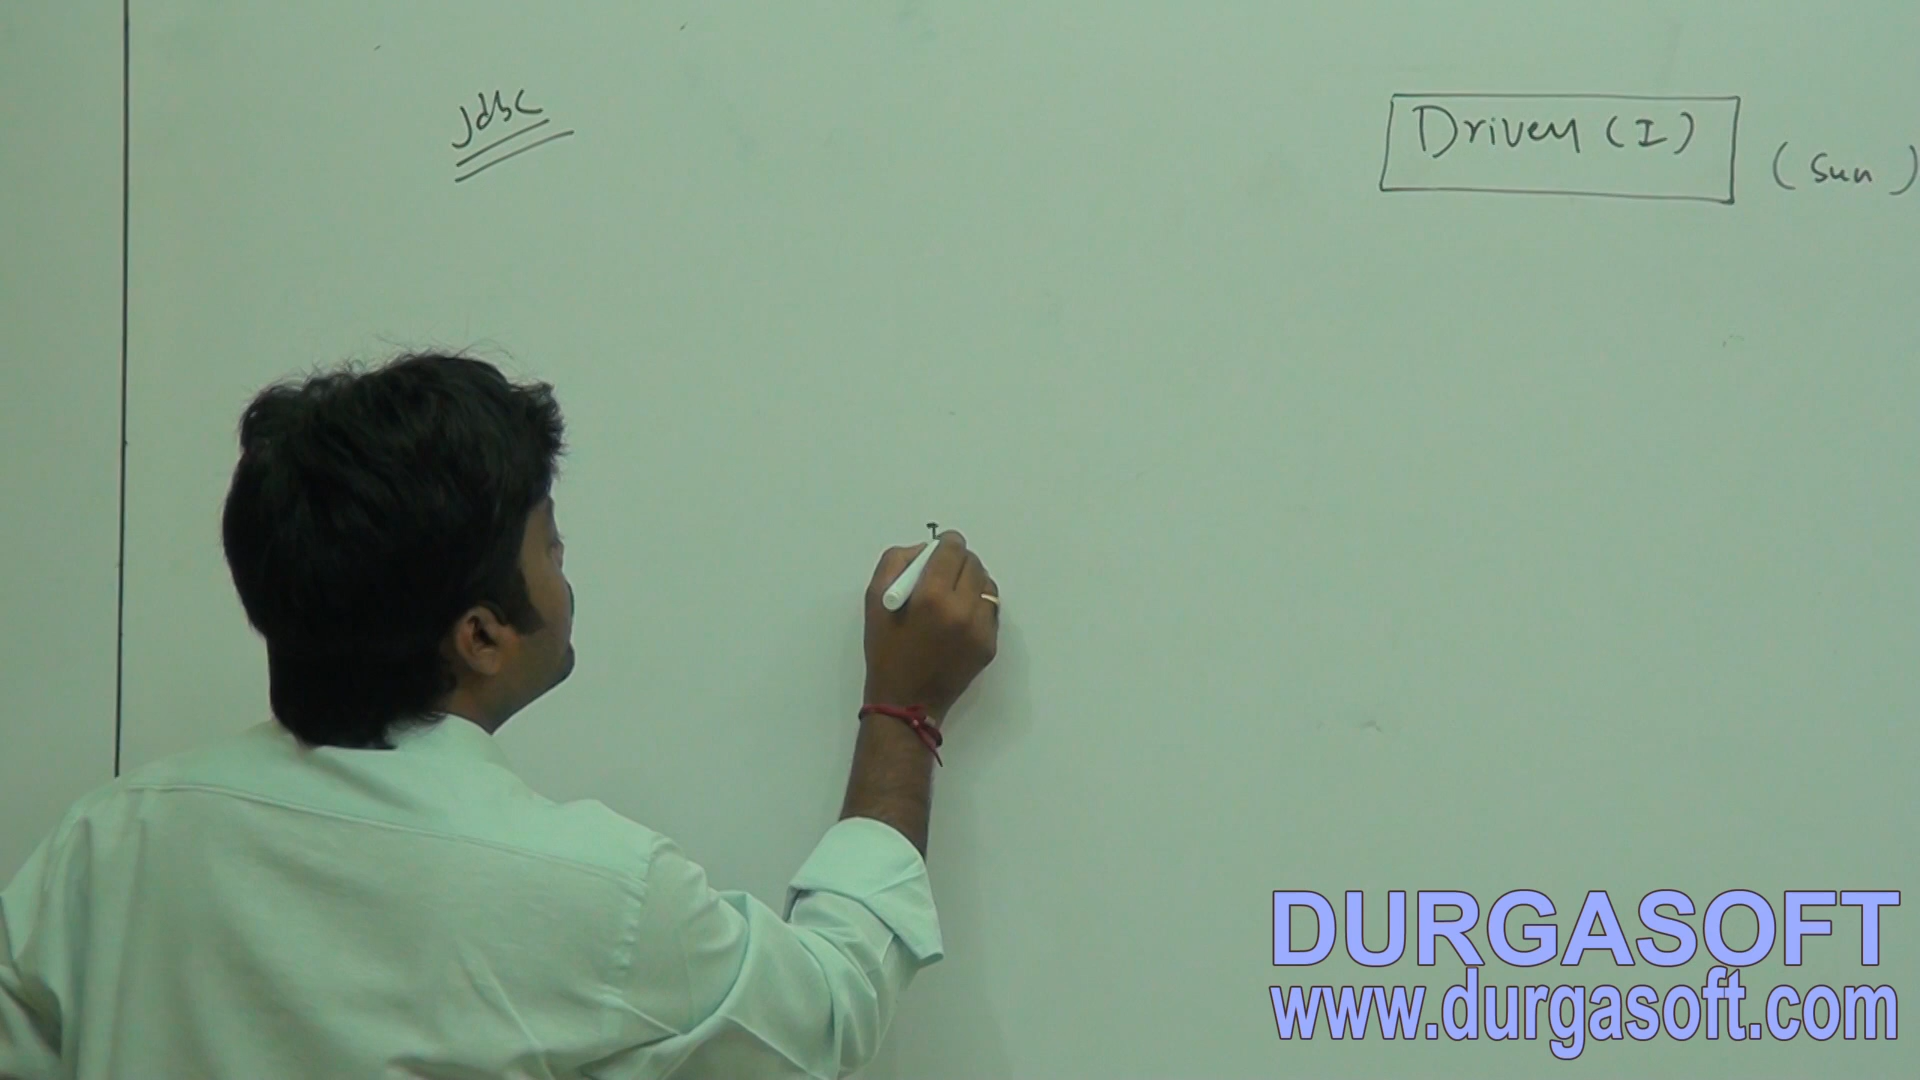 Jdbc
Driver (I)
(Sun)
I
DURGASOFT
www.durgasoft.com